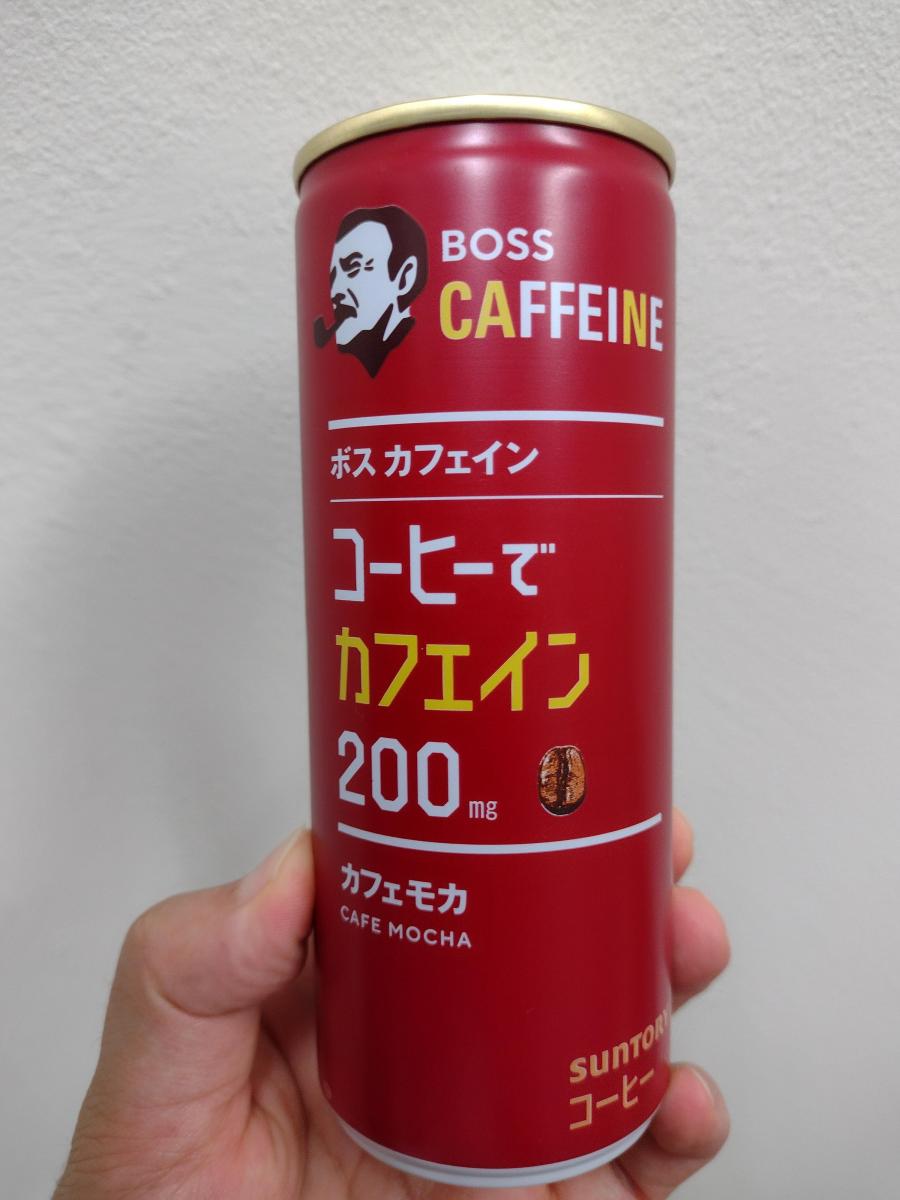 BOSS
CAFFEINE
ボス カフェイン
コーヒーで
カフェイン
200mg
カフェモカ
CAFE MOCHA
SUNTORY
コーヒー